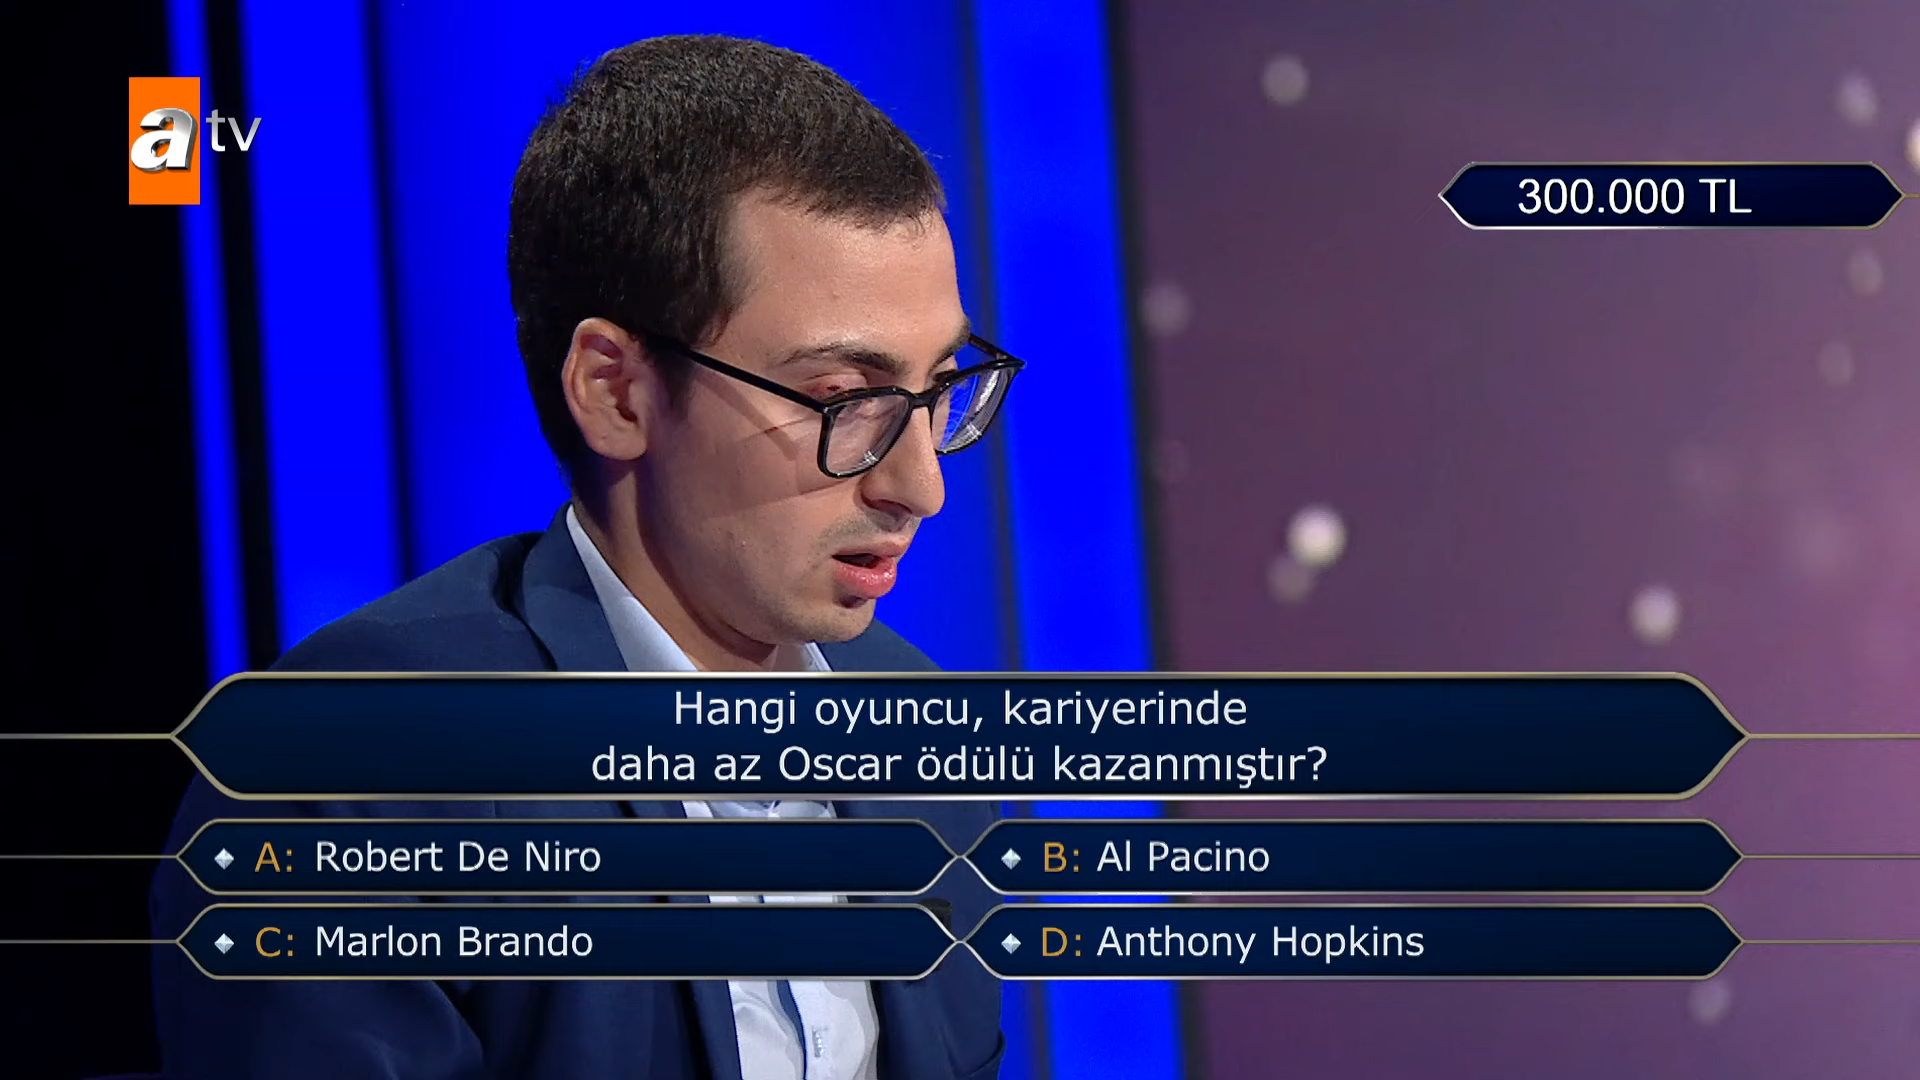 atv
300.000 TL
Hangi oyuncu, kariyerinde
daha az Oscar ödülü kazanmıştır?
A: Robert De Niro
B: Al Pacino
C: Marlon Brando
D: Anthony Hopkins